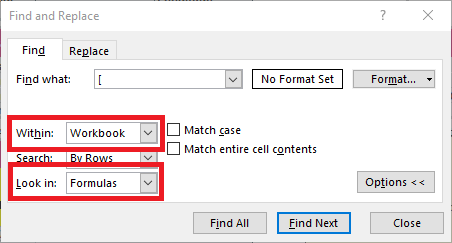 Find and Replace
Find Replace
Find what: [ No Format Set Format...
Within: Workbook Match case
Search: By Rows Match entire cell contents
Look in: Formulas Options <<
Find All Find Next Close